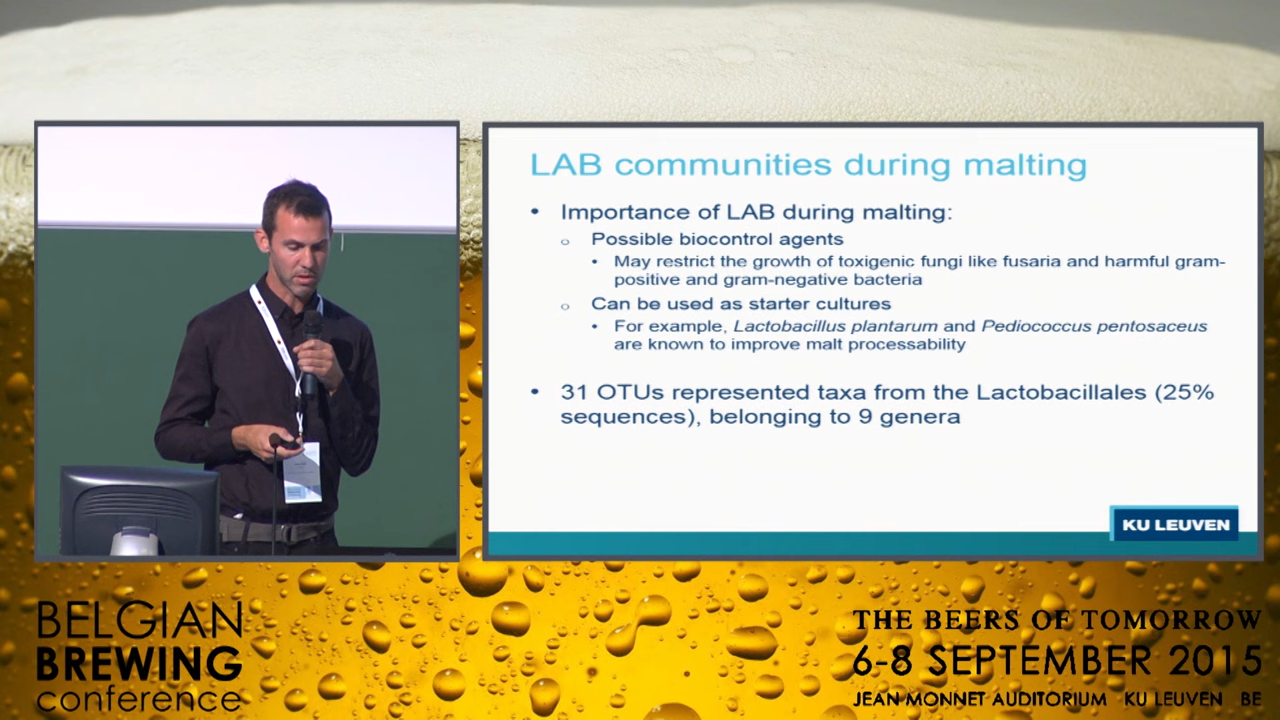 LAB communities during malting
• Importance of LAB during malting:
o Possible biocontrol agents
• May restrict the growth of toxigenic fungi like fusaria and harmful gram-
positive and gram-negative bacteria
o Can be used as starter cultures
• For example, Lactobacillus plantarum and Pediococcus pentosaceus
are known to improve malt processability
• 31 OTUs represented taxa from the Lactobacillales (25%
sequences), belonging to 9 genera
KU LEUVEN
BELGIAN
BREWING
conference
THE BEERS OF TOMORROW
6-8 SEPTEMBER 2015
JEAN MONNET AUDITORIUM KU LEUVEN BE